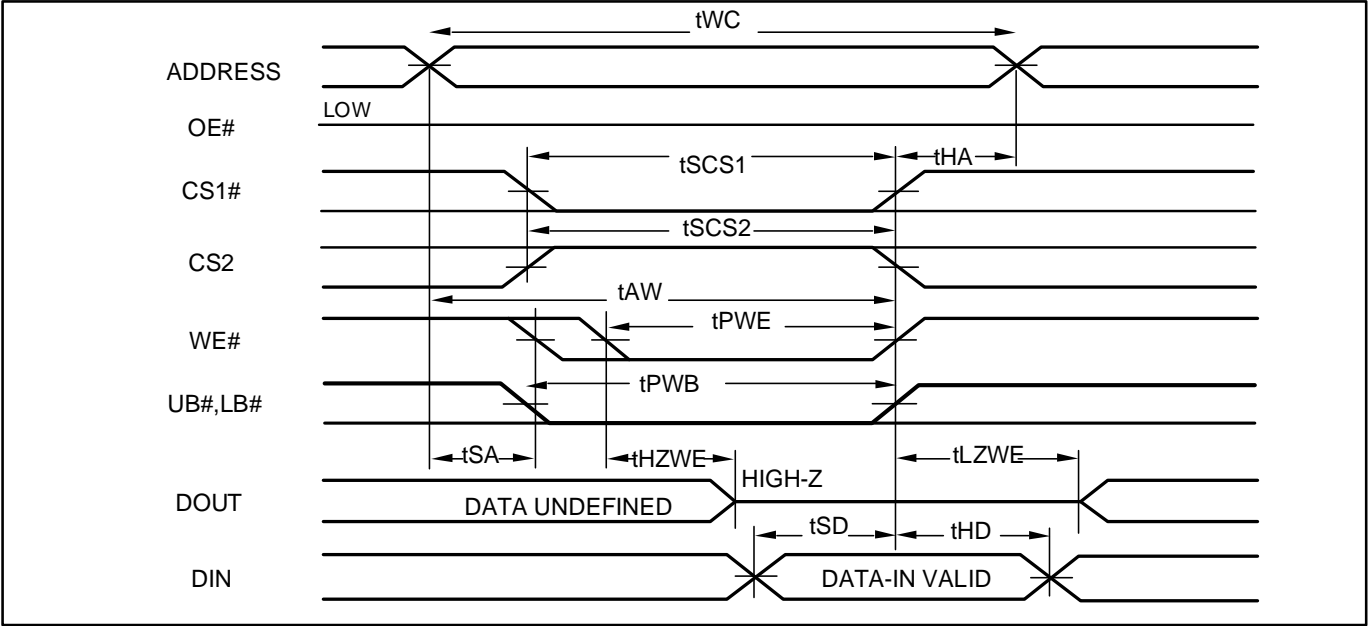 tWC
ADDRESS
LOW
OE#
tSCS1
tHA
CS1#
tSCS2
CS2
tAW
WE#
tPWE
tPWB
UB#,LB#
tSA
tHZWE
tLZWE
HIGH-Z
DOUT
DATA UNDEFINED
tSD
tHD
DIN
DATA-IN VALID